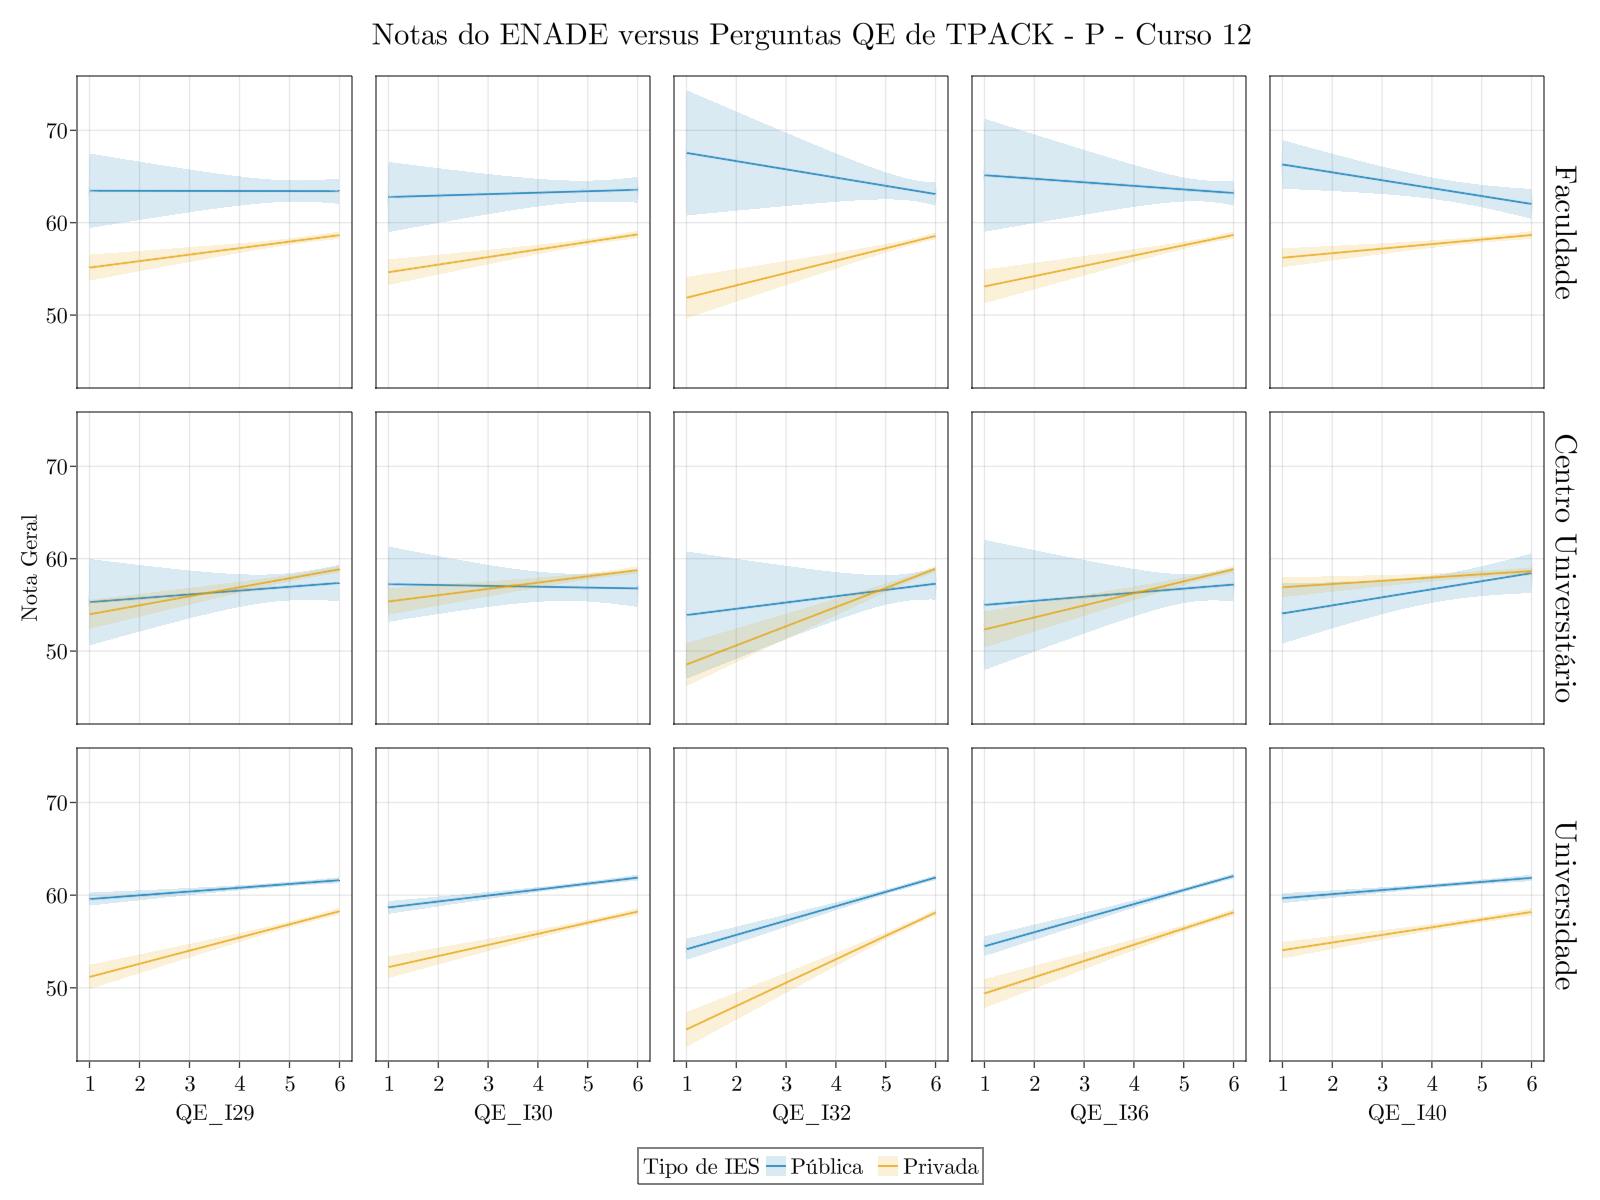 Notas do ENADE versus Perguntas QE de TPACK - P - Curso 12
70
60
50
Faculdade
Nota Geral
70
60
50
Centro Universitário
70
60
50
Universidade
1 2 3 4 5 6 1 2 3 4 5 6 1 2 3 4 5 6 1 2 3 4 5 6 1 2 3 4 5 6
QE_I29 QE_I30 QE_I32 QE_I36 QE_I40
Tipo de IES Pública Privada